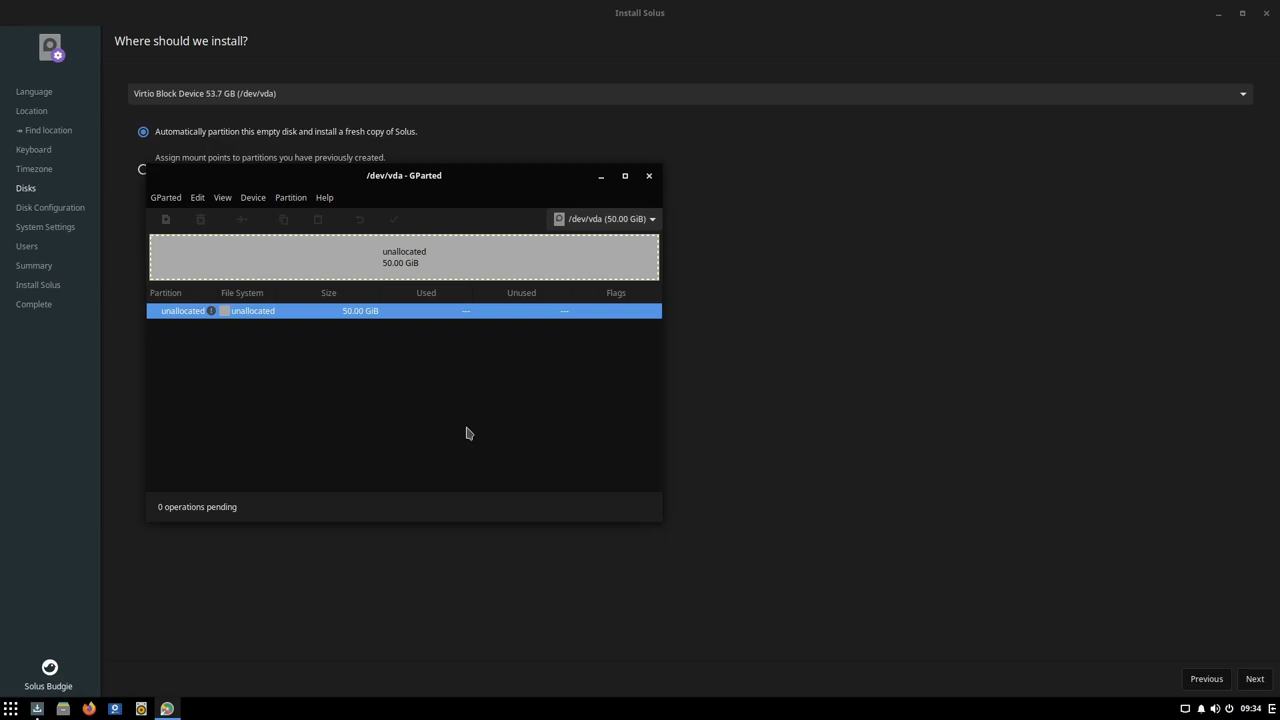 Install Solus
Where should we install?
Language
Location
Find location
Keyboard
Timezone
Disks
Disk Configuration
System Settings
Users
Summary
Install Solus
Complete
Solus Budgie
Virtio Block Device 53.7 GB (/dev/vda)
Automatically partition this empty disk and install a fresh copy of Solus.
Assign mount points to partitions you have previously created.
/dev/vda - GParted
GParted Edit View Device Partition Help
/dev/vda (50.00 GiB)
unallocated
50.00 GiB
Partition File System Size Used Unused Flags
unallocated unallocated 50.00 GiB --- ---
0 operations pending
Previous Next
09:34